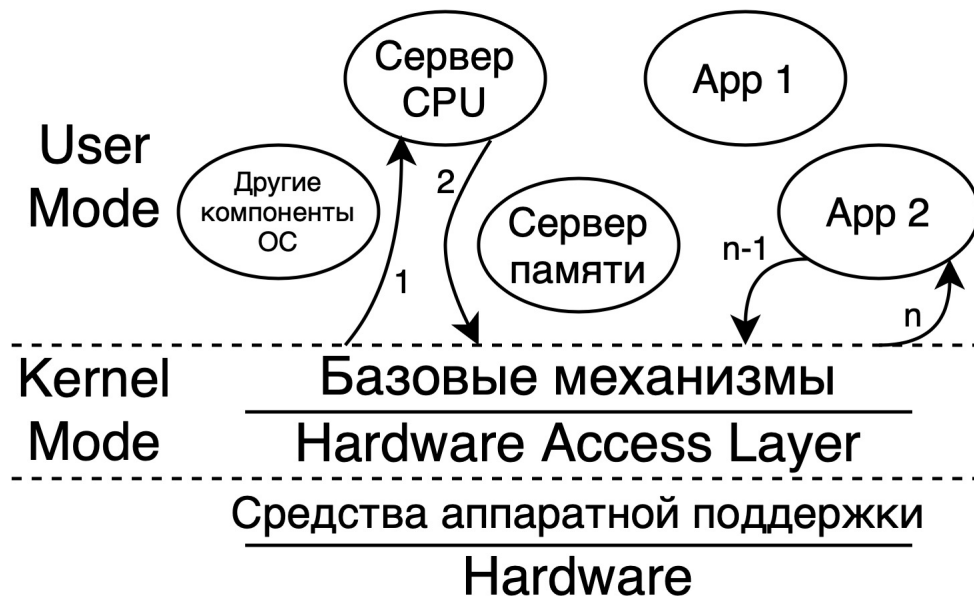 Сервер
CPU
App 1
User
Mode
Другие
компоненты
ОС
2
1
Сервер
памяти
App 2
n-1
n
Kernel
Mode
Базовые механизмы
Hardware Access Layer
Средства аппаратной поддержки
Hardware